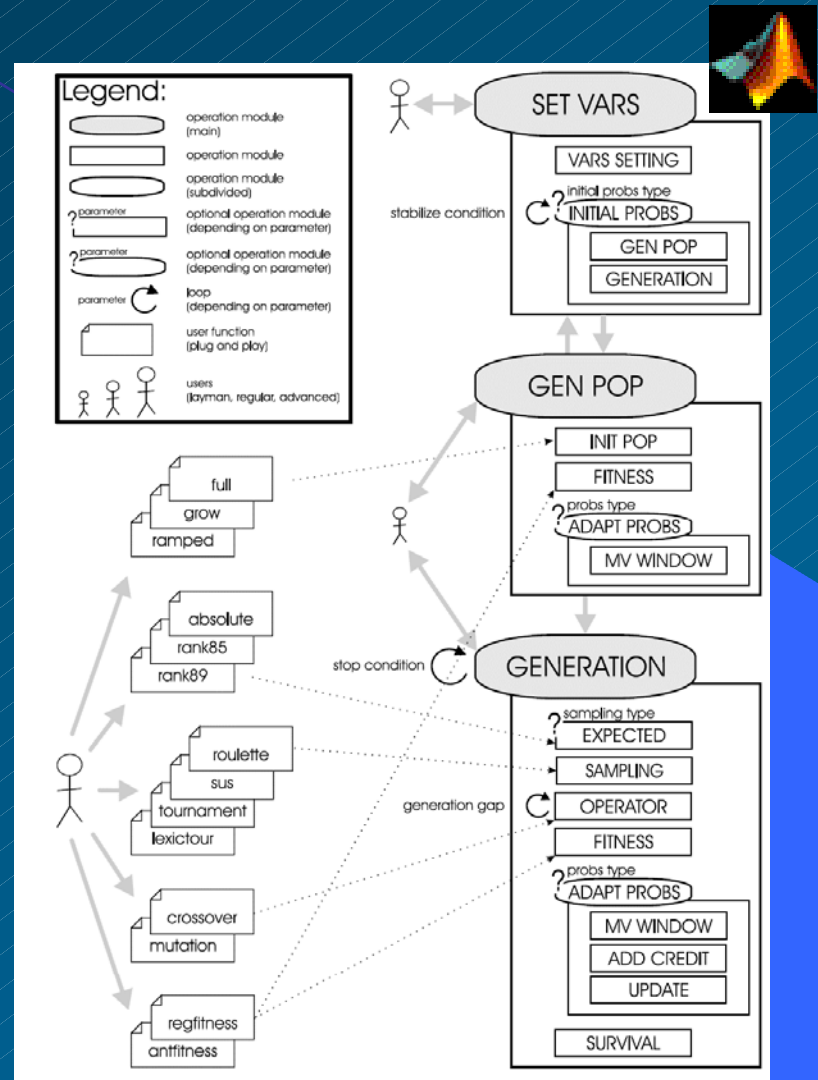 Legend:
operation module
(main)
operation module
operation module
(subdivided)
? parameter
optional operation module
(depending on parameter)
? parameter
optional operation module
(depending on parameter)
parameter
loop
(depending on parameter)
user function
(plug and play)
users
(layman, regular, advanced)
SET VARS
VARS SETTING
? initial probs type
stabilize condition
INITIAL PROBS
GEN POP
GENERATION
GEN POP
INIT POP
FITNESS
? probs type
ADAPT PROBS
MV WINDOW
full
grow
ramped
absolute
rank85
rank89
roulette
sus
tournament
lexictour
crossover
mutation
regfitness
antfitness
stop condition
GENERATION
? sampling type
EXPECTED
SAMPLING
generation gap
OPERATOR
FITNESS
? probs type
ADAPT PROBS
MV WINDOW
ADD CREDIT
UPDATE
SURVIVAL